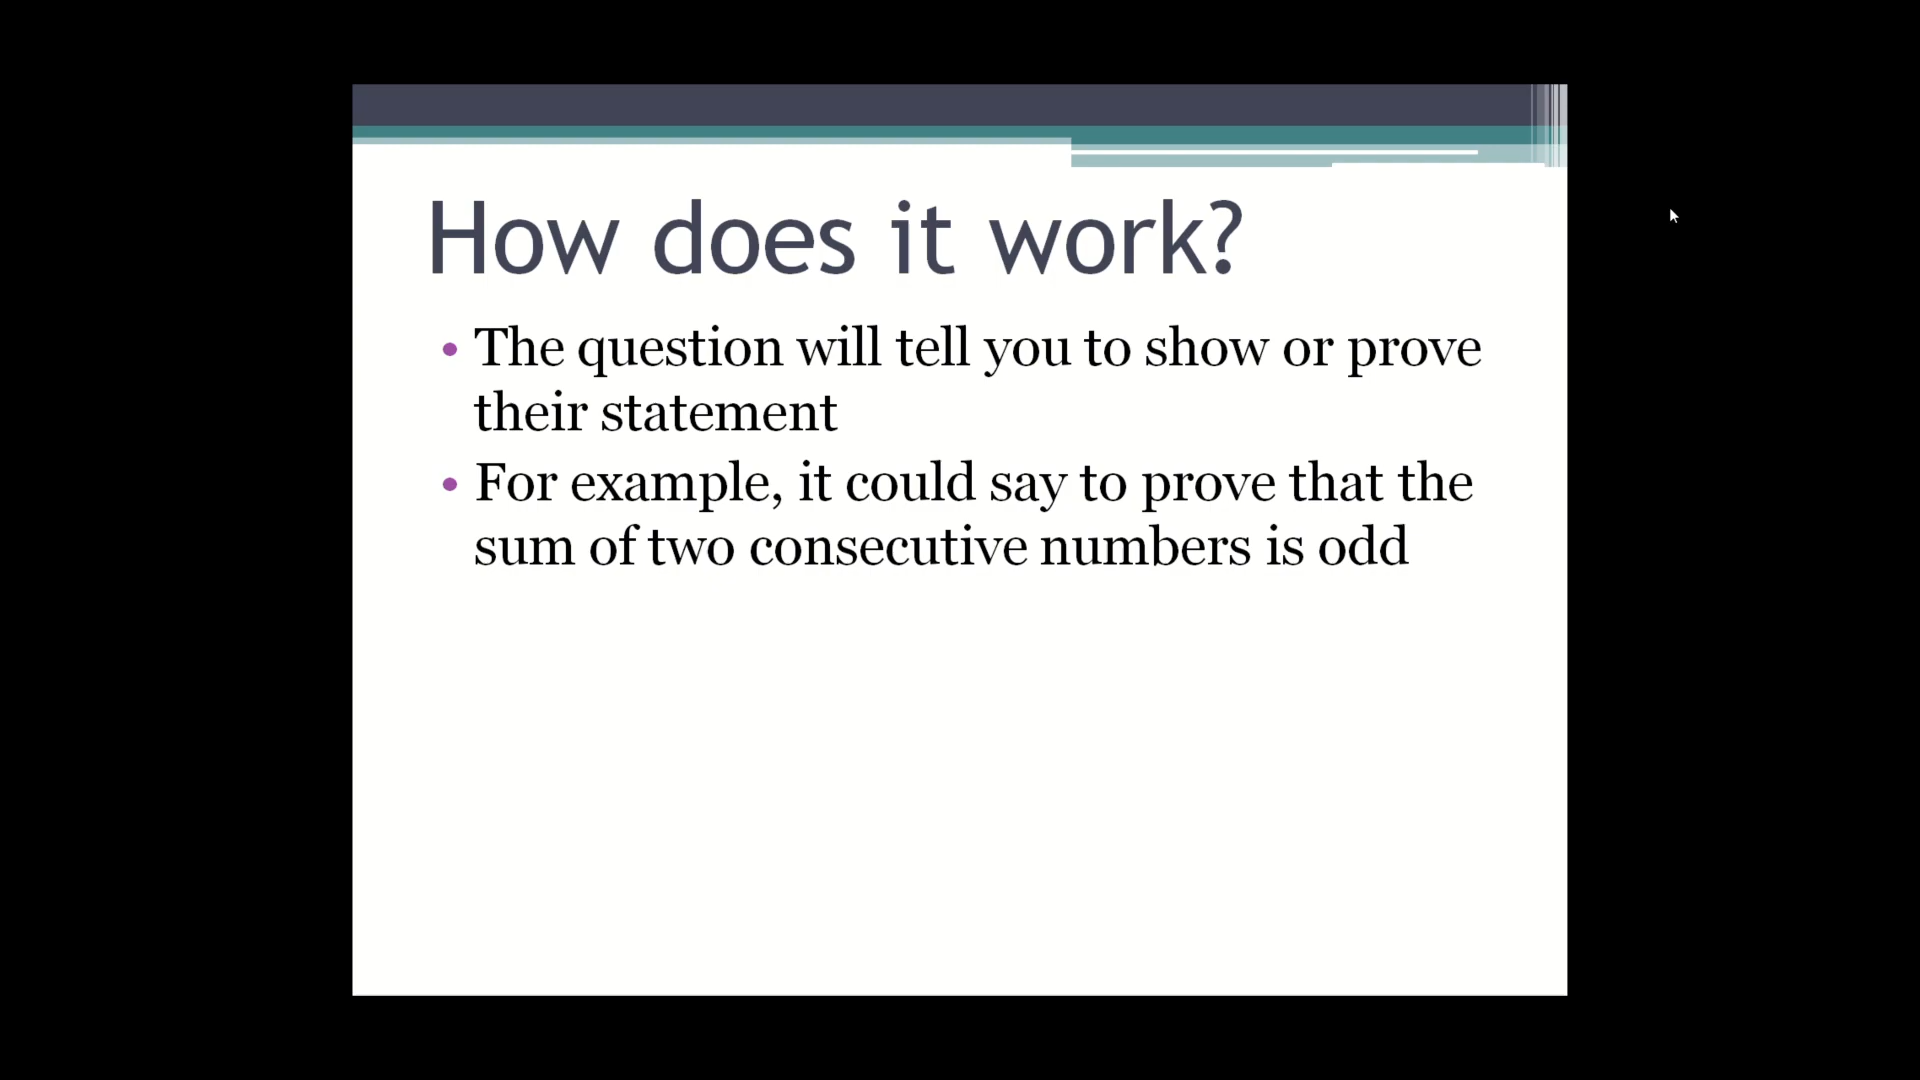 How does it work?
• The question will tell you to show or prove
their statement
• For example, it could say to prove that the
sum of two consecutive numbers is odd